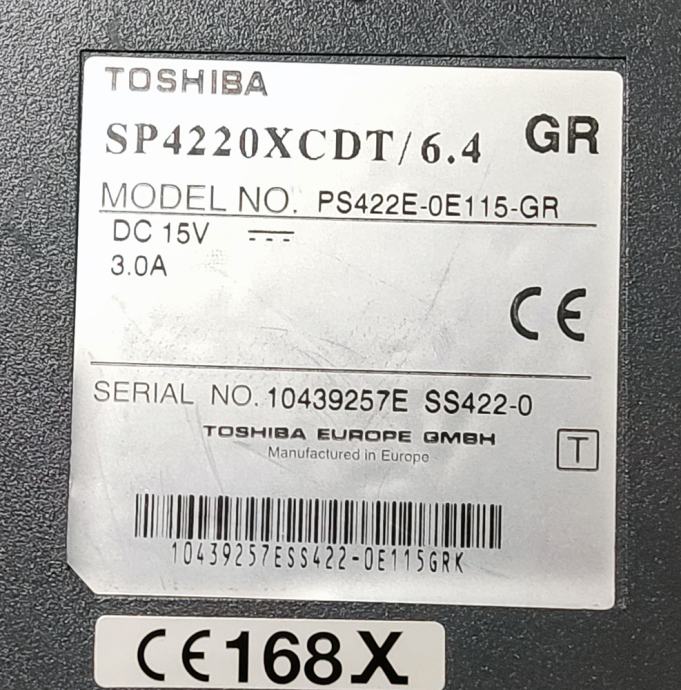 TOSHIBA
SP4220XCDT/6.4 GR
MODEL NO. PS422E-0E115-GR
DC 15V
3.0A
CE
SERIAL NO. 10439257E SS422-0
TOSHIBA EUROPE GMBH
Manufactured in Europe
T
10439257ESS422-0E115GRK
CE168X